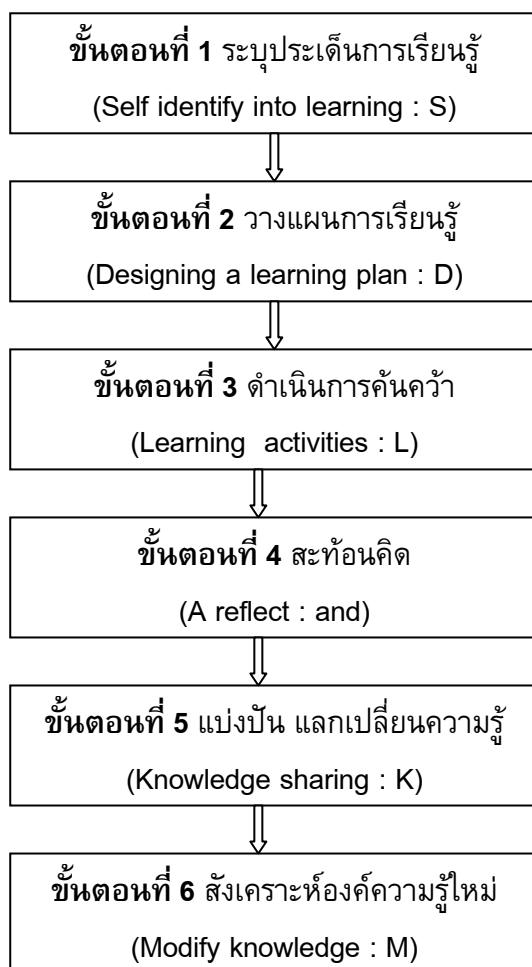 ขั้นตอนที่ 1 ระบุประเด็นการเรียนรู้
(Self identify into learning : S)
ขั้นตอนที่ 2 วางแผนการเรียนรู้
(Designing a learning plan : D)
ขั้นตอนที่ 3 ดำเนินการค้นคว้า
(Learning activities : L)
ขั้นตอนที่ 4 สะท้อนคิด
(A reflect : and)
ขั้นตอนที่ 5 แบ่งปัน แลกเปลี่ยนความรู้
(Knowledge sharing : K)
ขั้นตอนที่ 6 สังเคราะห์องค์ความรู้ใหม่
(Modify knowledge : M)